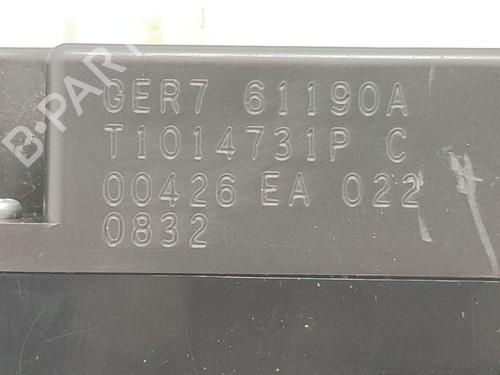 GER7 61190A
T1014731P C
00426 EA 022
0832
B-PART